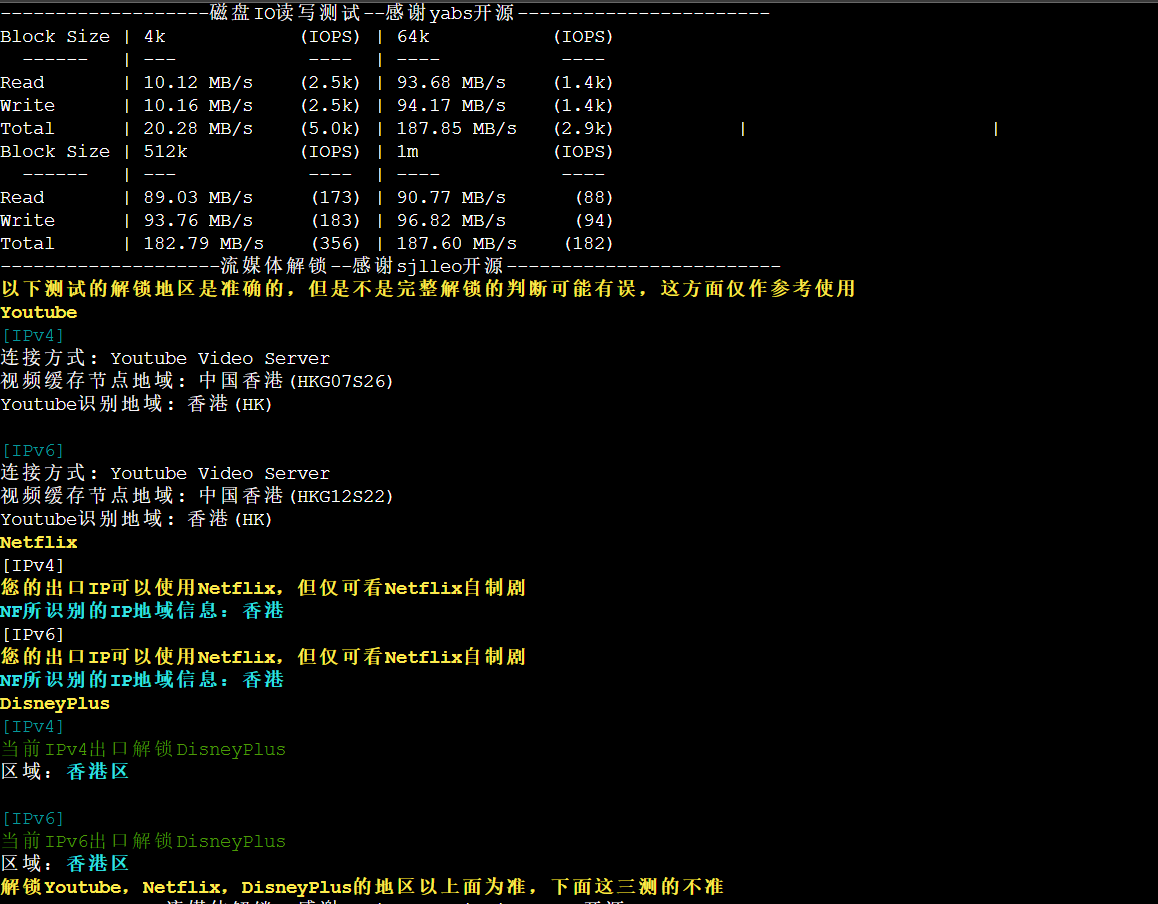 -------------------磁盘IO读写测试--感谢yabs开源-----------------------
Block Size | 4k            (IOPS) | 64k           (IOPS)
  ------   | ---            ----  | ----           ----
Read       | 10.12 MB/s    (2.5k) | 93.68 MB/s    (1.4k)
Write      | 10.16 MB/s    (2.5k) | 94.17 MB/s    (1.4k)
Total      | 20.28 MB/s    (5.0k) | 187.85 MB/s   (2.9k)            |                      |
Block Size | 512k          (IOPS) | 1m            (IOPS)
  ------   | ---            ----  | ----           ----
Read       | 89.03 MB/s     (173) | 90.77 MB/s      (88)
Write      | 93.76 MB/s     (183) | 96.82 MB/s      (94)
Total      | 182.79 MB/s    (356) | 187.60 MB/s    (182)
--------------------流媒体解锁--感谢sjlleo开源-------------------------
以下测试的解锁地区是准确的，但是不是完整解锁的判断可能有误，这方面仅作参考使用
Youtube
[IPv4]
连接方式: Youtube Video Server
视频缓存节点地域: 中国香港(HKG07S26)
Youtube识别地域: 香港(HK)
[IPv6]
连接方式: Youtube Video Server
视频缓存节点地域: 中国香港(HKG12S22)
Youtube识别地域: 香港(HK)
Netflix
[IPv4]
您的出口IP可以使用Netflix，但仅可看Netflix自制剧
NF所识别的IP地域信息：香港
[IPv6]
您的出口IP可以使用Netflix，但仅可看Netflix自制剧
NF所识别的IP地域信息：香港
DisneyPlus
[IPv4]
当前IPv4出口解锁DisneyPlus
区域：香港区
[IPv6]
当前IPv6出口解锁DisneyPlus
区域：香港区
解锁Youtube，Netflix，DisneyPlus的地区以上面为准，下面这三测的不准